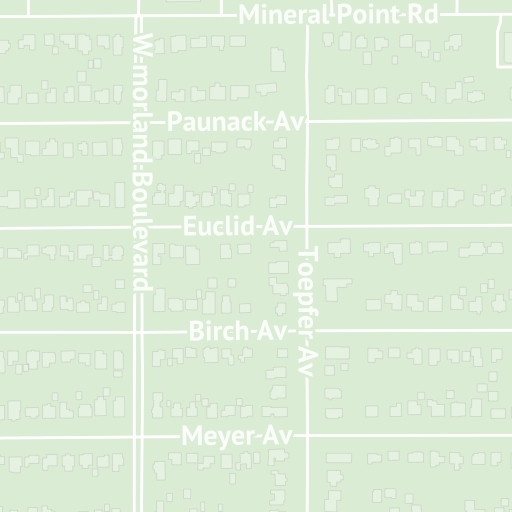 Mineral Point Rd
W-morland Boulevard
Paunack Av
Euclid Av
Toepfer Av
Birch Av
Meyer Av